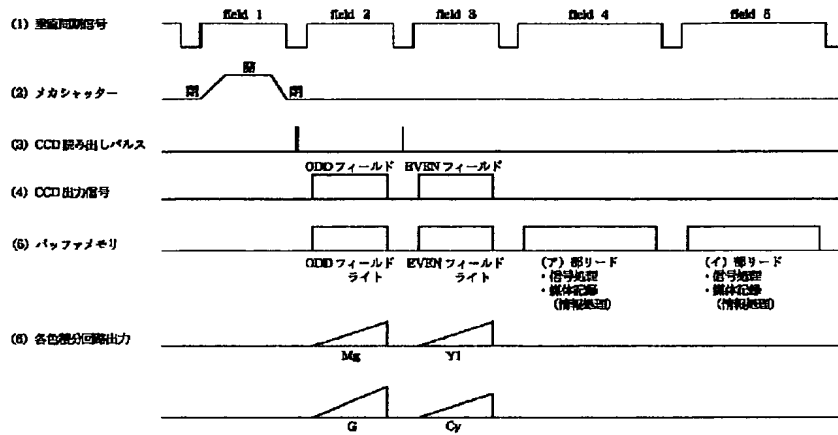 field 1 field 2 field 3 field 4 field 5
(1) 垂直同期信号
開
閉 閉
(2) メカシャッター
(3) CCD読み出しパルス
ODDフィールド EVENフィールド
(4) CCD出力信号
(5) バッファメモリ
ODDフィールド EVENフィールド (ア)部リード (イ)部リード
ライト ライト ・信号処理 ・信号処理
・媒体記録 ・媒体記録
(情報処理) (情報処理)
(6) 各色積分回路出力
Mg Yl
G Cy